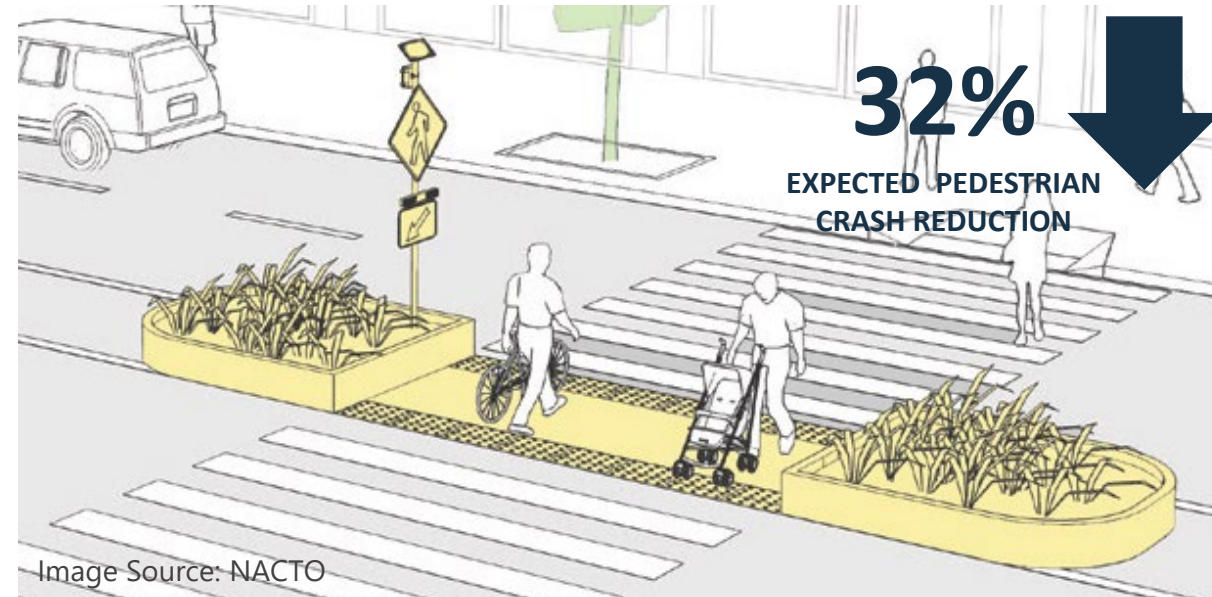 32%
EXPECTED PEDESTRIAN
CRASH REDUCTION
Image Source: NACTO